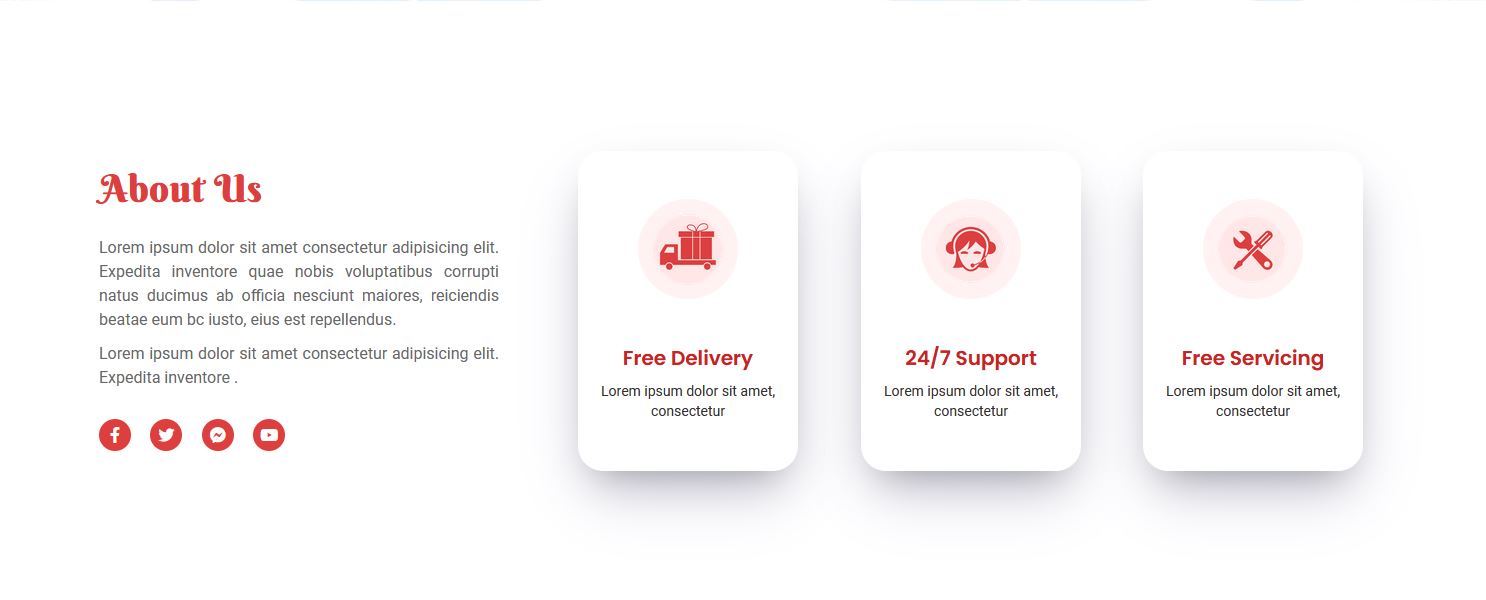 About Us
Lorem ipsum dolor sit amet consectetur adipisicing elit.
Expedita inventore quae nobis voluptatibus corrupti
natus ducimus ab officia nesciunt maiores, reiciendis
beatae eum bc iusto, eius est repellendus.
Lorem ipsum dolor sit amet consectetur adipisicing elit.
Expedita inventore .
Free Delivery
Lorem ipsum dolor sit amet,
consectetur
24/7 Support
Lorem ipsum dolor sit amet,
consectetur
Free Servicing
Lorem ipsum dolor sit amet,
consectetur